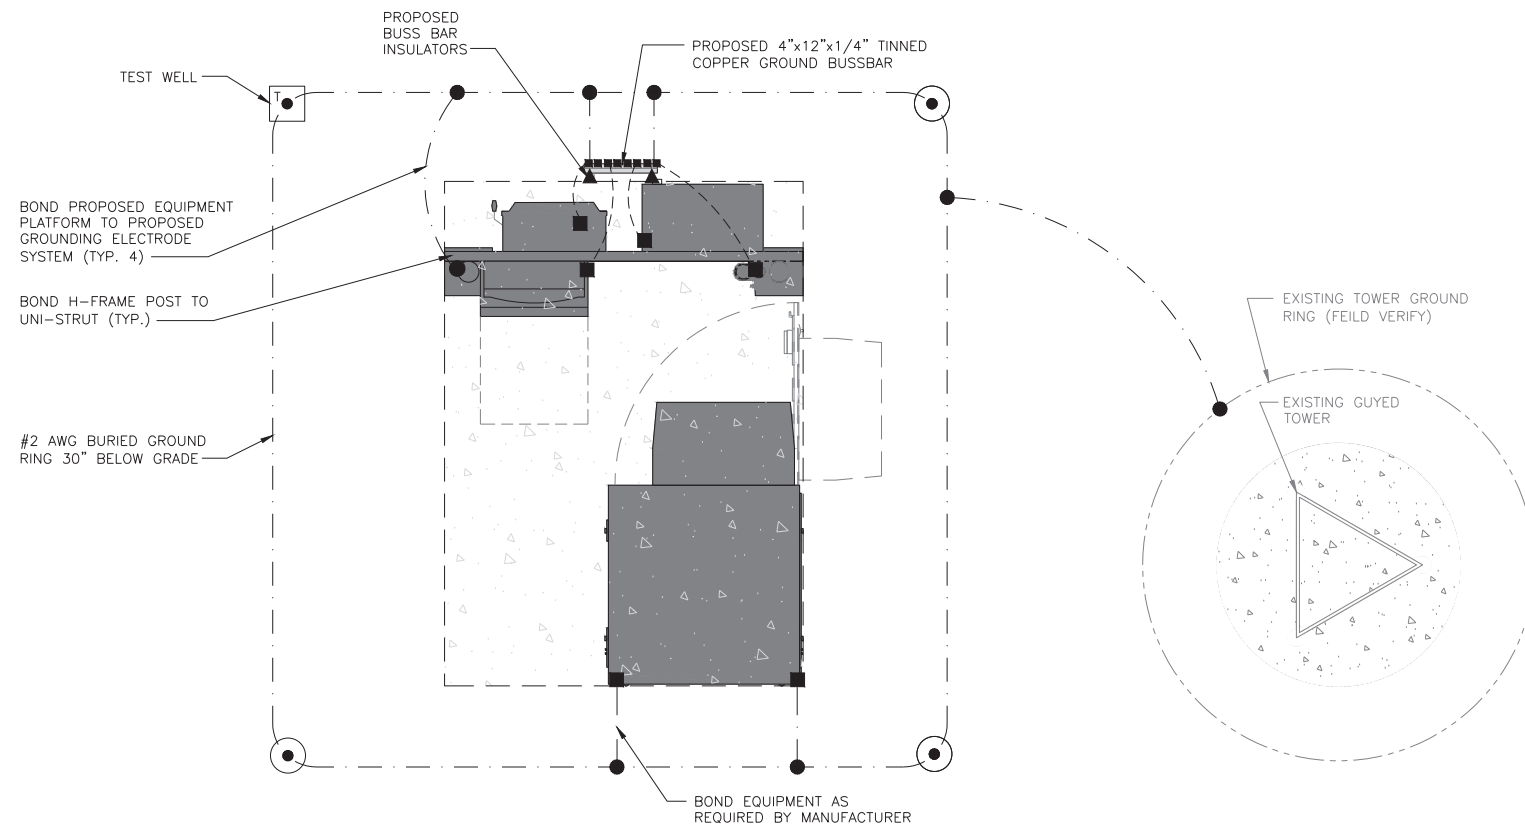 PROPOSED
BUSS BAR
INSULATORS
PROPOSED 4”x12”x1/4” TINNED
COPPER GROUND BUSSBAR
TEST WELL
T
BOND PROPOSED EQUIPMENT
PLATFORM TO PROPOSED
GROUNDING ELECTRODE
SYSTEM (TYP. 4)
BOND H-FRAME POST TO
UNI-STRUT (TYP.)
EXISTING TOWER GROUND
RING (FEILD VERIFY)
EXISTING GUYED
TOWER
#2 AWG BURIED GROUND
RING 30” BELOW GRADE
BOND EQUIPMENT AS
REQUIRED BY MANUFACTURER